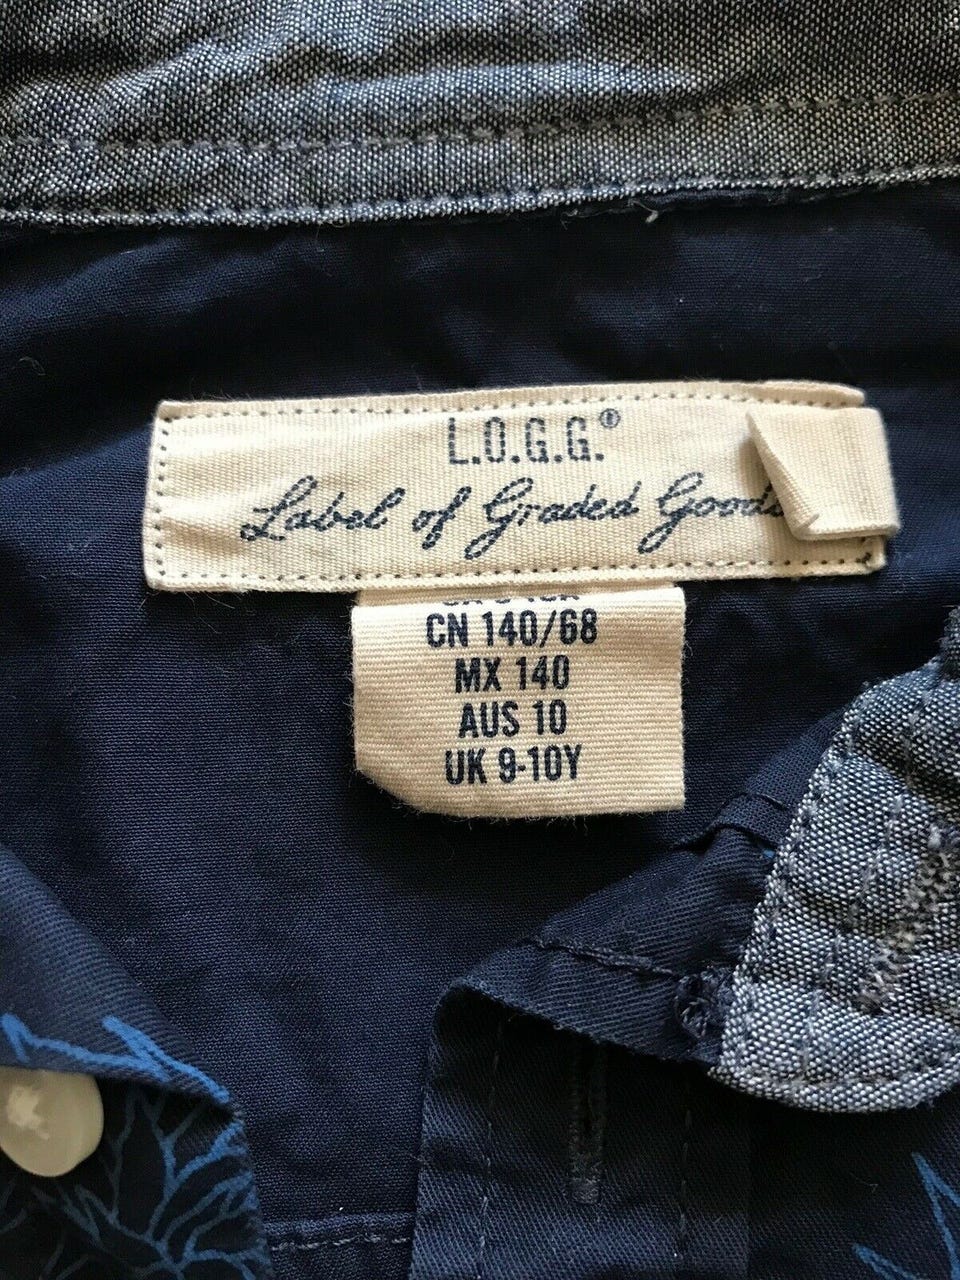 L.O.G.G.®
Label of Graded Goods
CN 140/68
MX 140
AUS 10
UK 9-10Y